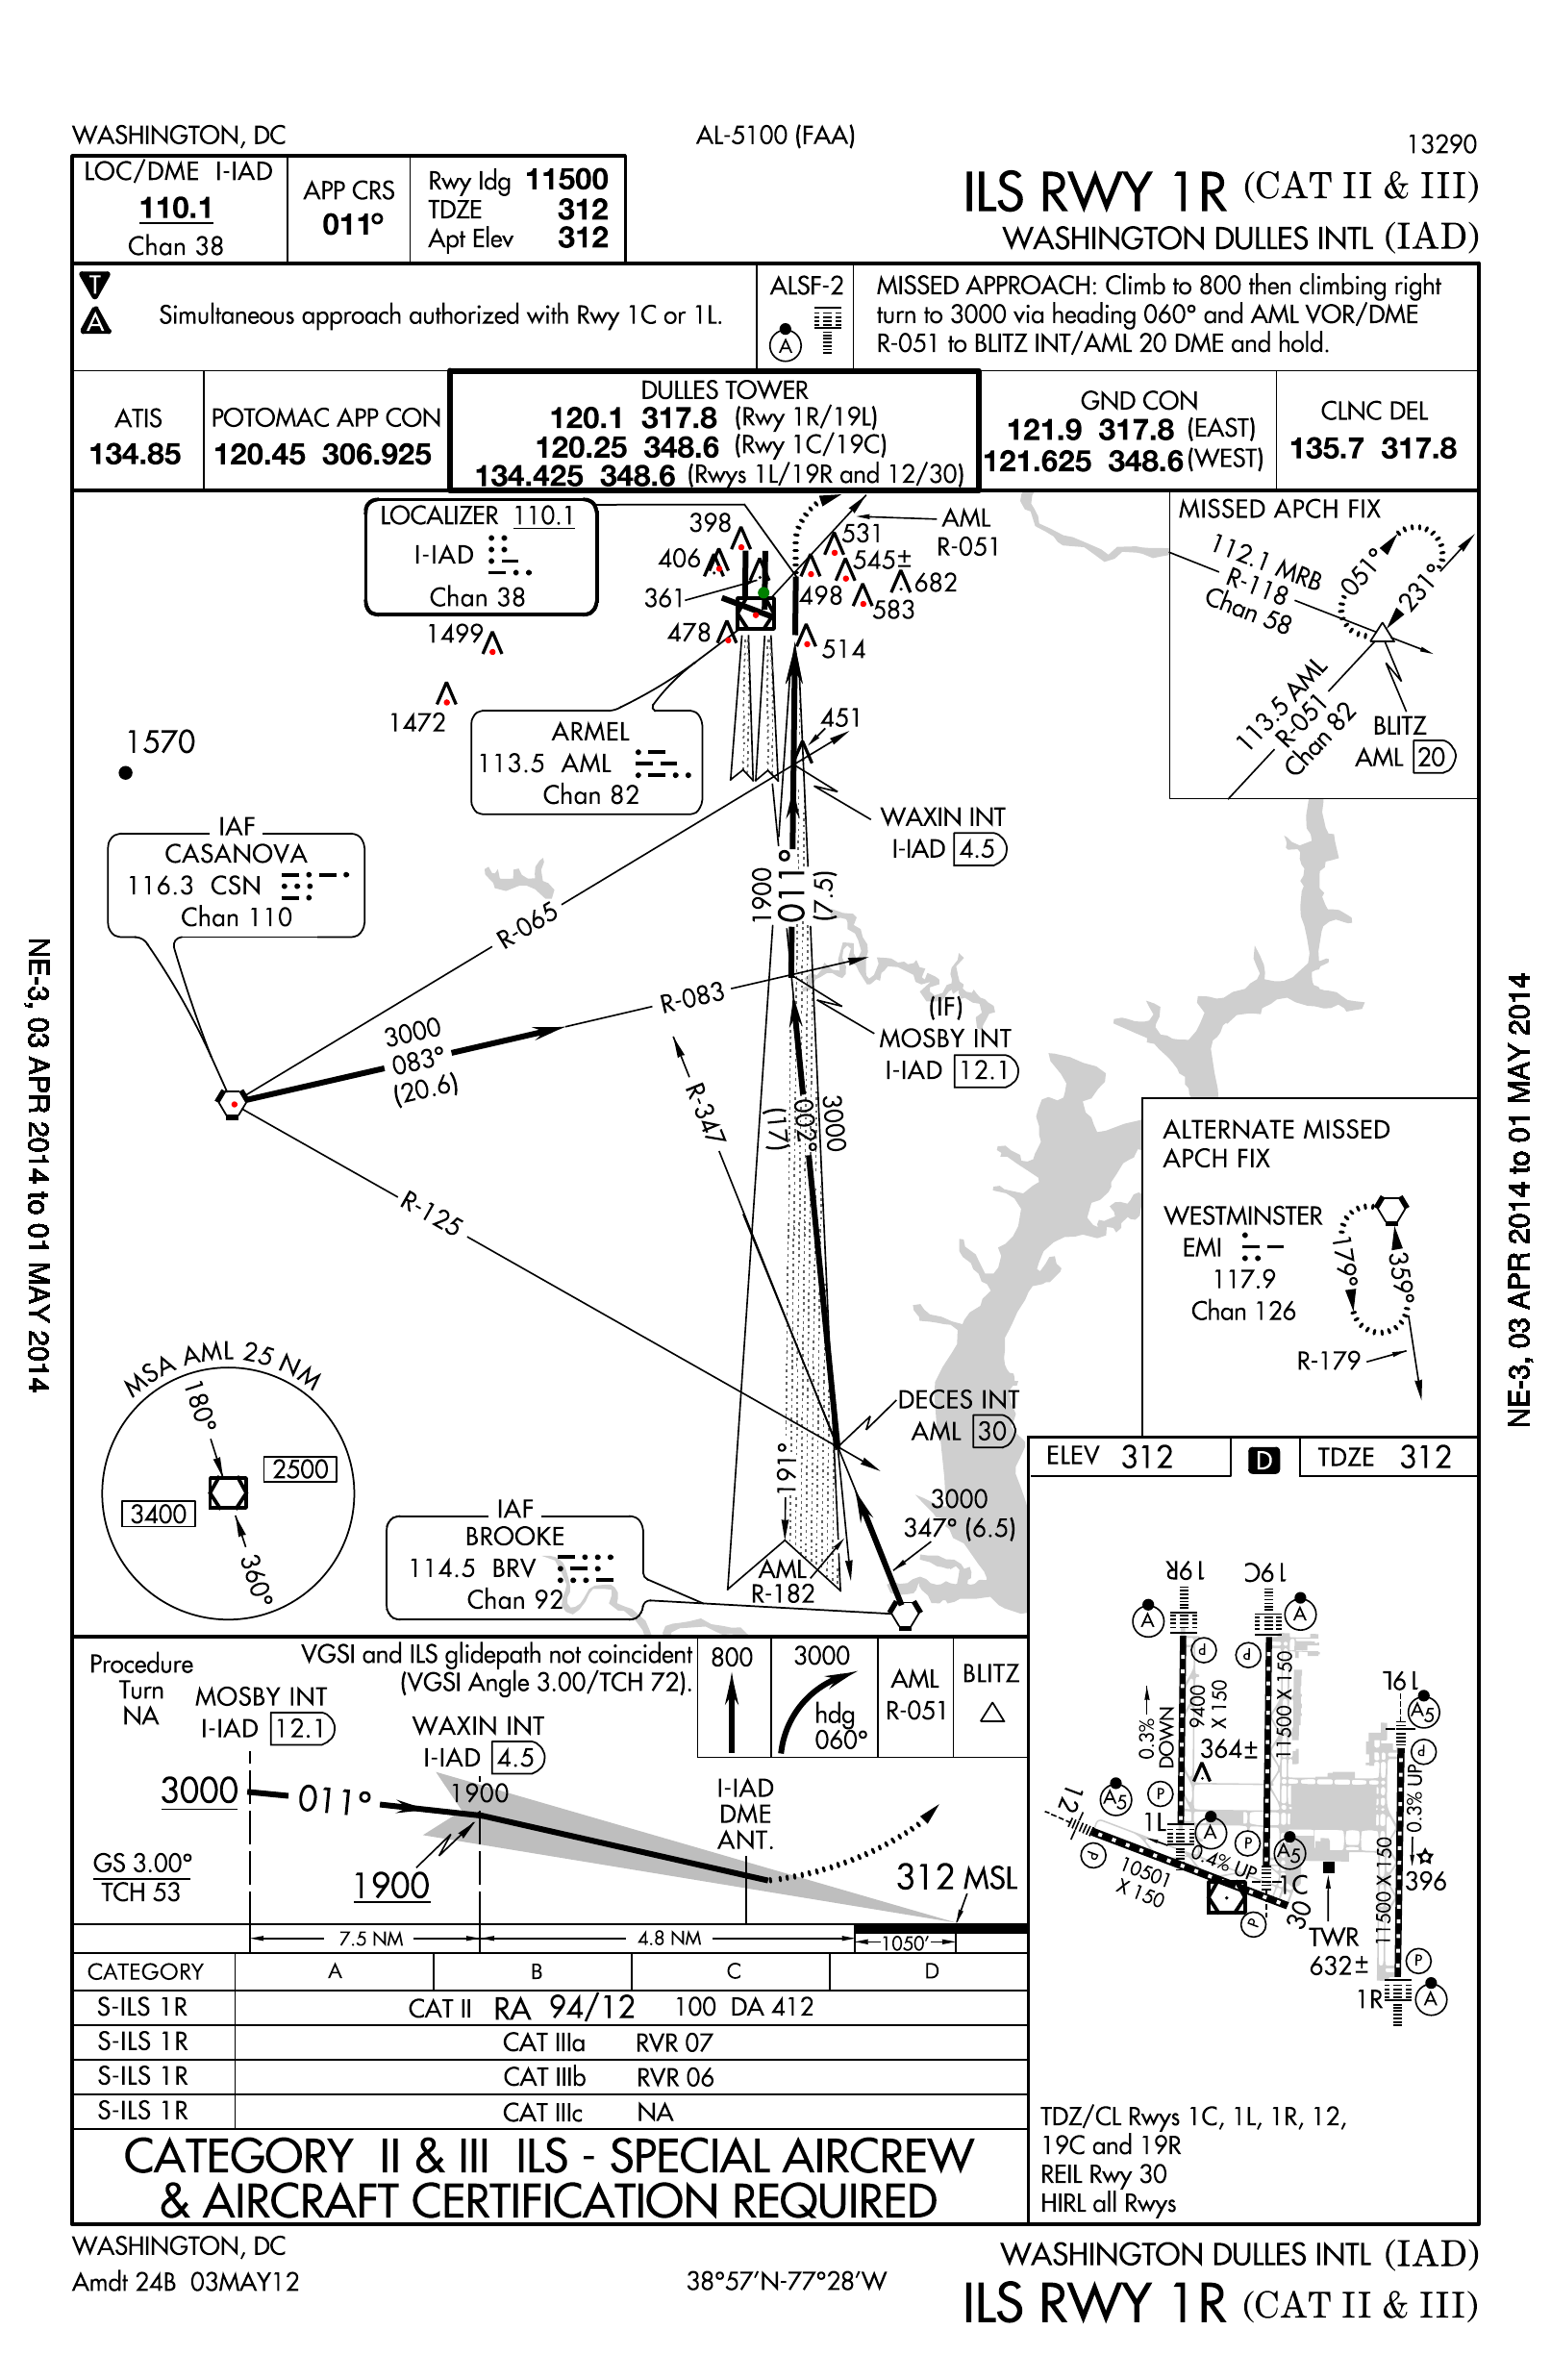 WASHINGTON, DC
AL-5100 (FAA)
13290
LOC/DME I-IAD
110.1
Chan 38
APP CRS
011°
Rwy ldg 11500
TDZE 312
Apt Elev 312
ILS RWY 1R (CAT II & III)
WASHINGTON DULLES INTL (IAD)
T
A
Simultaneous approach authorized with Rwy 1C or 1L.
ALSF-2
A
MISSED APPROACH: Climb to 800 then climbing right
turn to 3000 via heading 060° and AML VOR/DME
R-051 to BLITZ INT/AML 20 DME and hold.
ATIS
134.85
POTOMAC APP CON
120.45 306.925
DULLES TOWER
120.1 317.8 (Rwy 1R/19L)
120.25 348.6 (Rwy 1C/19C)
134.425 348.6 (Rwys 1L/19R and 12/30)
GND CON
121.9 317.8 (EAST)
121.625 348.6 (WEST)
CLNC DEL
135.7 317.8
LOCALIZER 110.1
I-IAD
Chan 38
398
406
361
478
531
545±
682
498
583
514
AML
R-051
1499
1472
1570
451
MISSED APCH FIX
112.1 MRB
R-118
Chan 58
051°
231°
113.5 AML
R-051
Chan 82
BLITZ
AML 20
ARMEL
113.5 AML
Chan 82
WAXIN INT
I-IAD 4.5
IAF
CASANOVA
116.3 CSN
Chan 110
R-065
1900
011°
(7.5)
R-083
3000
083°
(20.6)
(IF)
MOSBY INT
I-IAD 12.1
R-347
(17)
002°
3000
R-125
ALTERNATE MISSED
APCH FIX
WESTMINSTER
EMI
117.9
Chan 126
179°
359°
R-179
MSA AML 25 NM
180°
2500
3400
360°
DECES INT
AML 30
191°
AML
R-182
3000
347° (6.5)
IAF
BROOKE
114.5 BRV
Chan 92
ELEV 312
D
TDZE 312
19R
19C
19L
A
A
A5
P
P
P
0.3%
DOWN
9400
X 150
11500 X 150
364±
0.3% UP
12
A5
P
1L
A
P
A5
0.4% UP
P
10501
X 150
1C
30
P
TWR
632±
11500 X 150
396
P
1R
A
TDZ/CL Rwys 1C, 1L, 1R, 12,
19C and 19R
REIL Rwy 30
HIRL all Rwys
Procedure
Turn
NA
VGSI and ILS glidepath not coincident
(VGSI Angle 3.00/TCH 72).
800
3000
hdg
060°
AML
R-051
BLITZ
MOSBY INT
I-IAD 12.1
WAXIN INT
I-IAD 4.5
3000
011°
1900
I-IAD
DME
ANT.
GS 3.00°
TCH 53
1900
312 MSL
7.5 NM
4.8 NM
1050'
CATEGORY A B C D
S-ILS 1R CAT II RA 94/12 100 DA 412
S-ILS 1R CAT IIIa RVR 07
S-ILS 1R CAT IIIb RVR 06
S-ILS 1R CAT IIIc NA
CATEGORY II & III ILS - SPECIAL AIRCREW
& AIRCRAFT CERTIFICATION REQUIRED
WASHINGTON, DC
Amdt 24B 03MAY12
38°57'N-77°28'W
WASHINGTON DULLES INTL (IAD)
ILS RWY 1R (CAT II & III)
NE-3, 03 APR 2014 to 01 MAY 2014
NE-3, 03 APR 2014 to 01 MAY 2014